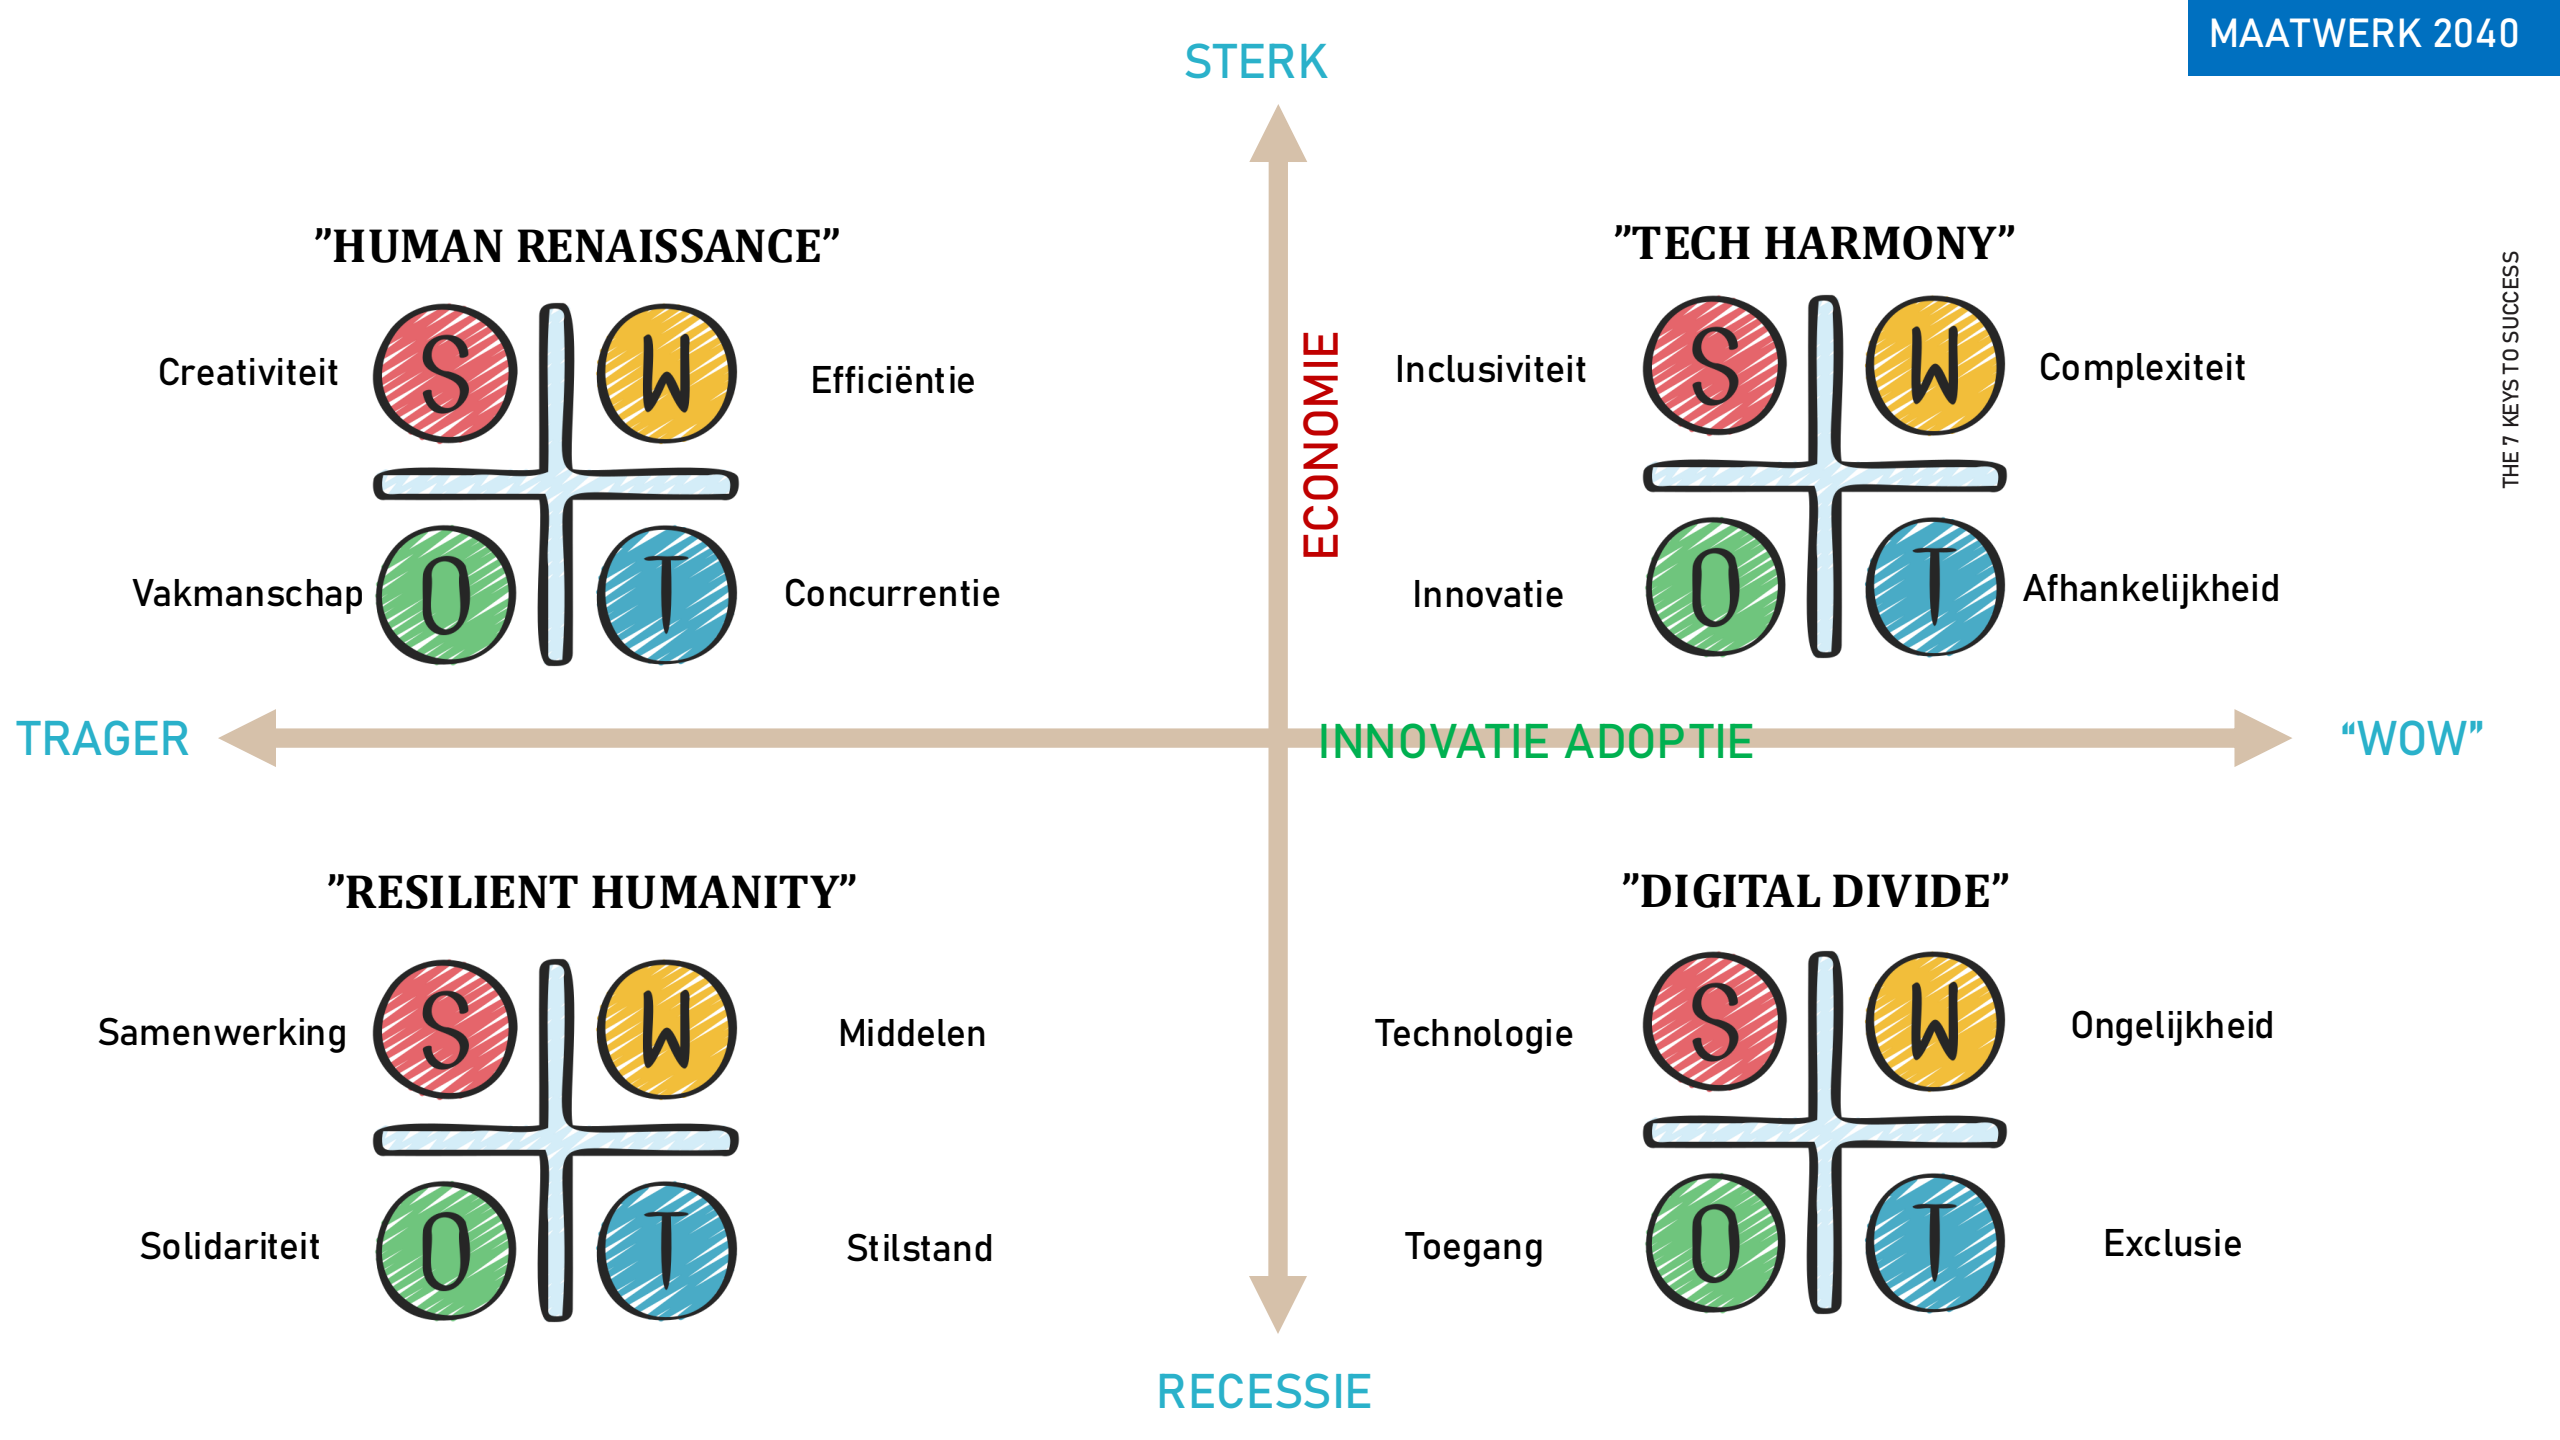 MAATWERK 2040
STERK
”HUMAN RENAISSANCE”
Creativiteit
S
W
Efficiëntie
Vakmanschap
O
T
Concurrentie
”TECH HARMONY”
Inclusiviteit
S
W
Complexiteit
Innovatie
O
T
Afhankelijkheid
ECONOMIE
THE 7 KEYS TO SUCCESS
TRAGER
INNOVATIE ADOPTIE
“WOW”
”RESILIENT HUMANITY”
Samenwerking
S
W
Middelen
Solidariteit
O
T
Stilstand
”DIGITAL DIVIDE”
Technologie
S
W
Ongelijkheid
Toegang
O
T
Exclusie
RECESSIE